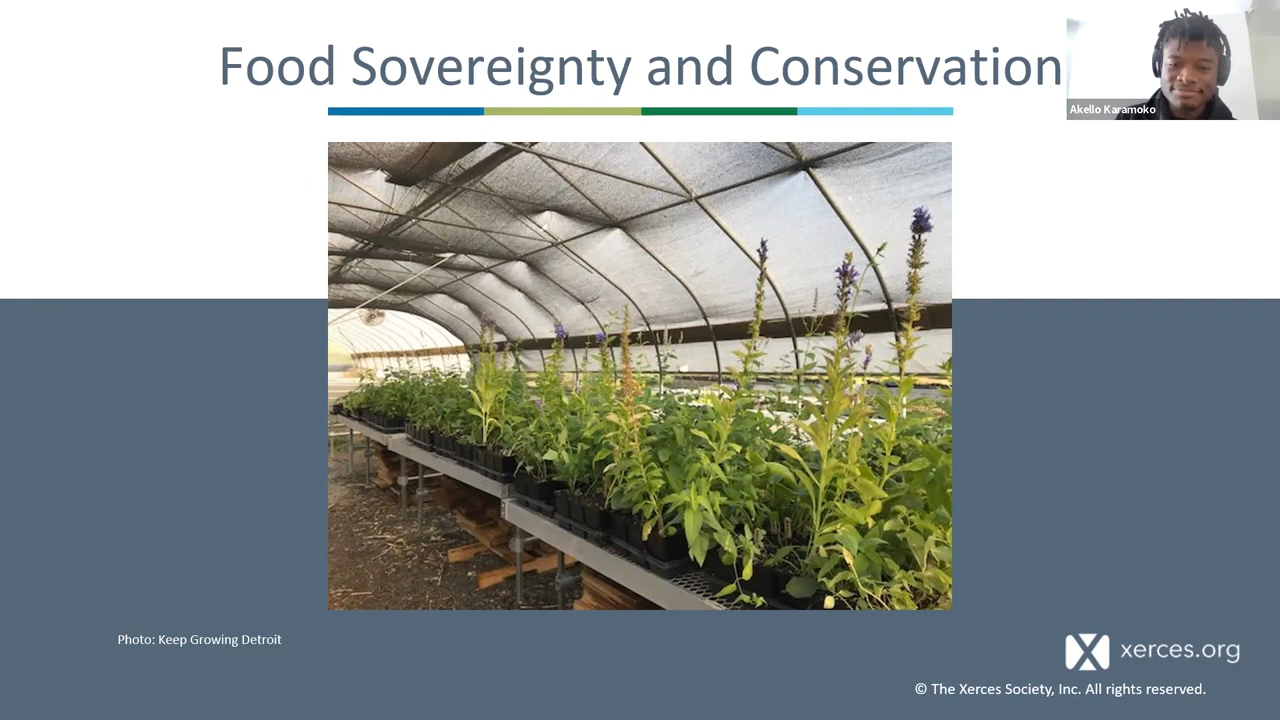 Food Sovereignty and Conservation
Akello Karamoko
Photo: Keep Growing Detroit
xerces.org
© The Xerces Society, Inc. All rights reserved.